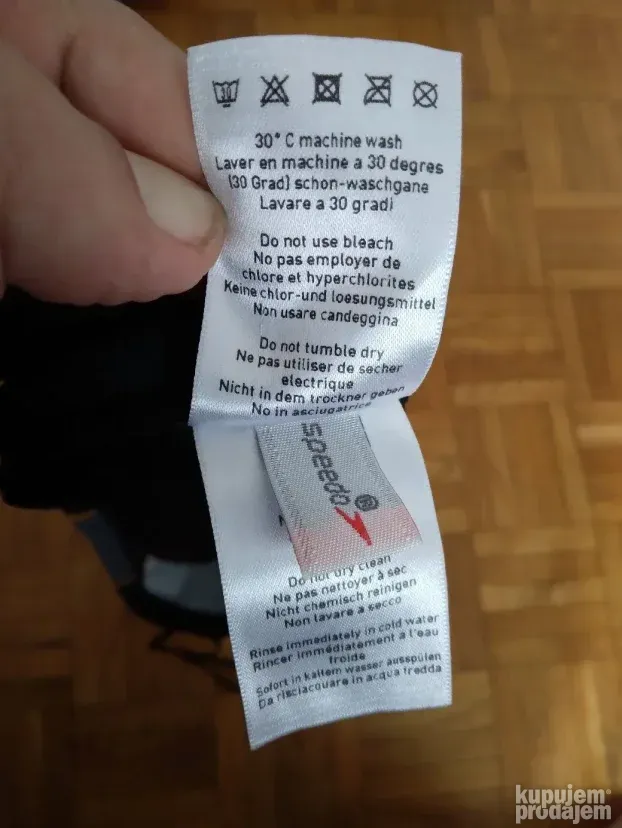 30
30° C machine wash
Laver en machine a 30 degres
(30 Grad) schon-waschgane
Lavare a 30 gradi
Do not use bleach
No pas employer de
chlore et hyperchlorites
Keine chlor-und loesungsmittel
Non usare candeggina
Do not tumble dry
Ne pas utiliser de secher
electrique
Nicht in dem trockner geben
No in asciugatrice
speedo®
Do not dry clean
Ne pas nettoyer à sec
Nicht chemisch reinigen
Non lavare a secco
Rinse immediately in cold water
Rincer immédiatement a l'eau
froide
Sofort in kaltem wasser ausspülen
Da risciacquare in acqua fredda
kupujem
prodajem